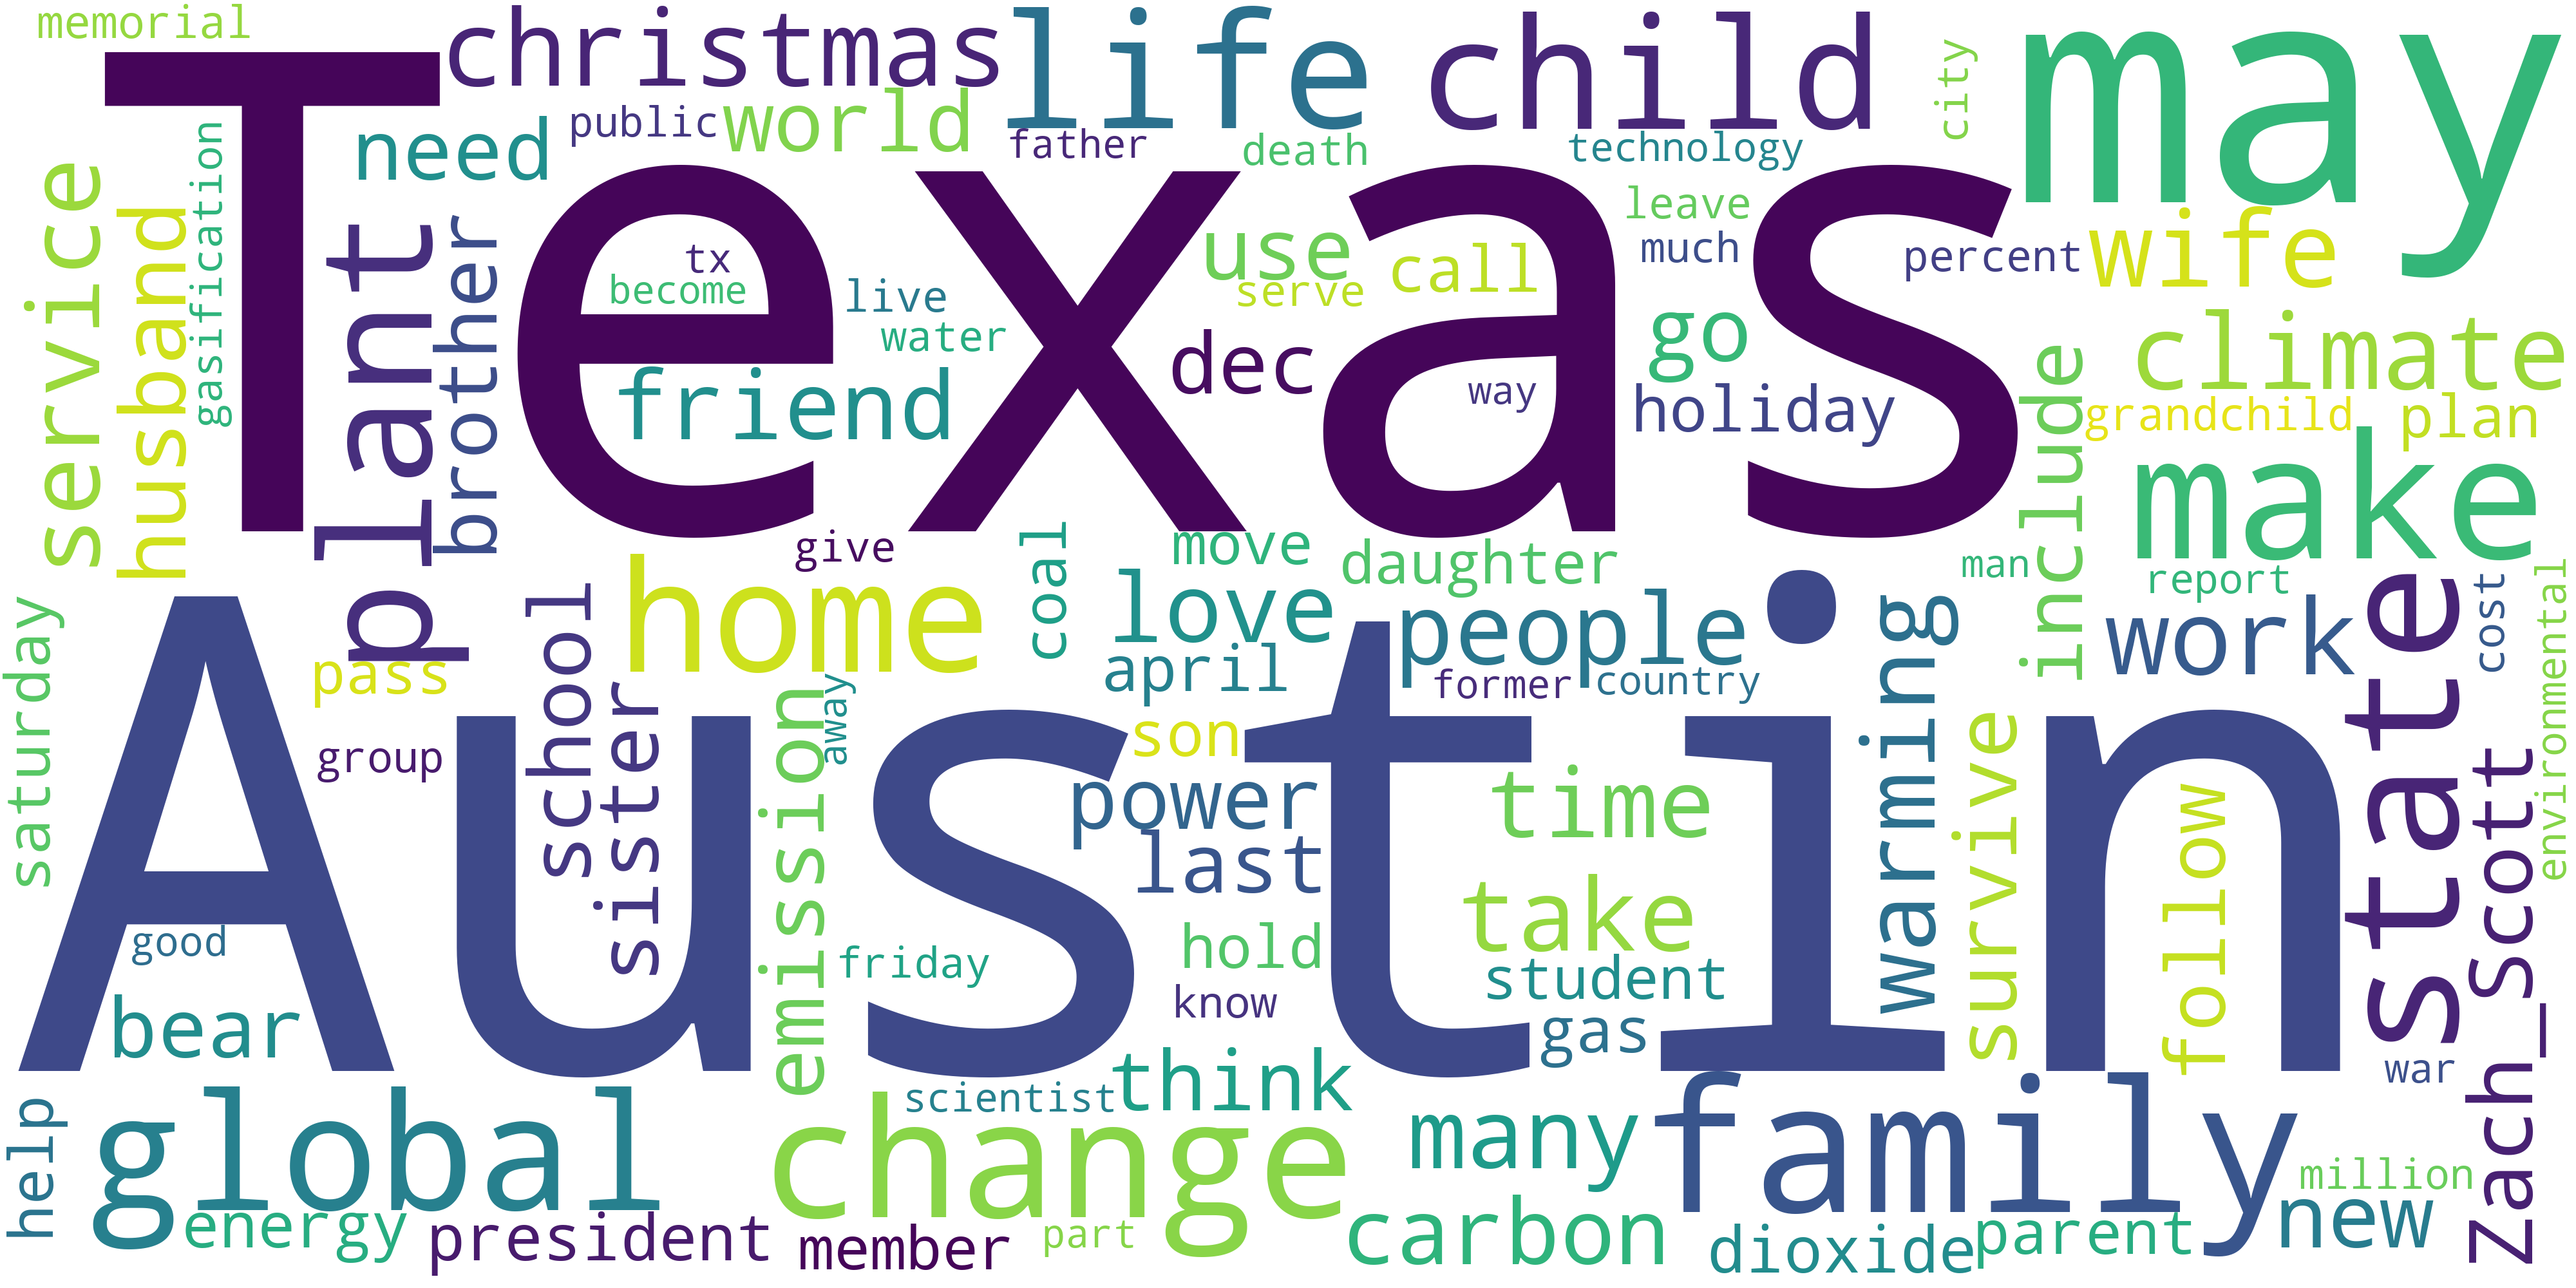 memorial
christmas
life
child
may
city
Texas
need
public
world
father
death
technology
service
husband
gasification
plant
brother
tx
become
live
water
friend
use
serve
call
leave
much
percent
wife
dec
go
way
holiday
climate
grandchild
plan
include
make
give
home
coal
move
daughter
love
april
people
former
country
man
report
work
warming
state
cost
environmental
saturday
pass
Austin
group
school
sister
emission
away
son
power
last
time
take
survive
follow
Zach_Scott
good
bear
friday
hold
know
student
gas
war
help
global
energy
scientist
think
change
many
family
million
president
member
part
carbon
dioxide
parent
new